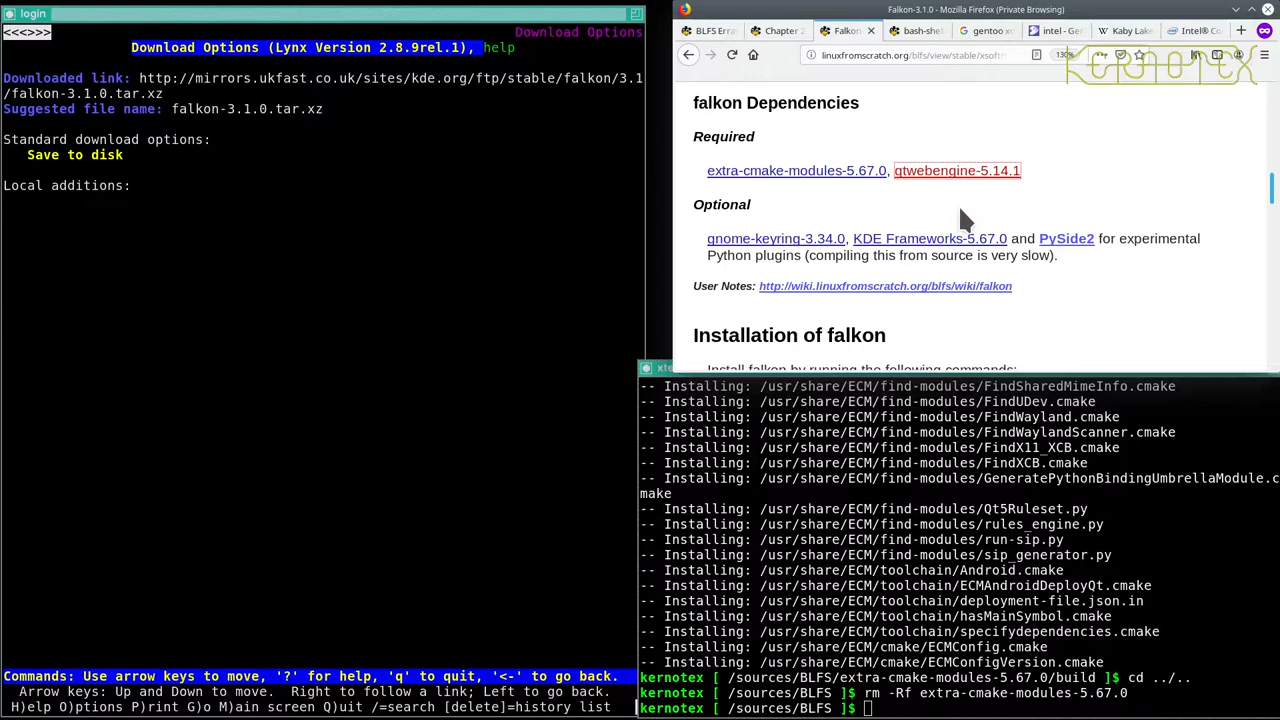 login
<<<>>>
Download Options
Download Options (Lynx Version 2.8.9rel.1), help
Downloaded link: http://mirrors.ukfast.co.uk/sites/kde.org/ftp/stable/falkon/3.1
/falkon-3.1.0.tar.xz
Suggested file name: falkon-3.1.0.tar.xz
Standard download options:
Save to disk
Local additions:
Commands: Use arrow keys to move, '?' for help, 'q' to quit, '<-' to go back.
Arrow keys: Up and Down to move. Right to follow a link; Left to go back.
H)elp O)ptions P)rint G)o M)ain screen Q)uit /=search [delete]=history list
Falkon-3.1.0 - Mozilla Firefox (Private Browsing)
BLFS Erra Chapter 2 Falkon bash-shell gentoo xo intel - Gen Kaby Lake Intel® Co
linuxfromscratch.org/blfs/view/stable/xsoftw 130%
KERNOTEX
falkon Dependencies
Required
extra-cmake-modules-5.67.0, qtwebengine-5.14.1
Optional
gnome-keyring-3.34.0, KDE Frameworks-5.67.0 and PySide2 for experimental
Python plugins (compiling this from source is very slow).
User Notes: http://wiki.linuxfromscratch.org/blfs/wiki/falkon
Installation of falkon
Install falkon by running the following commands:
-- Installing: /usr/share/ECM/find-modules/FindSharedMimeInfo.cmake
-- Installing: /usr/share/ECM/find-modules/FindUDev.cmake
-- Installing: /usr/share/ECM/find-modules/FindWayland.cmake
-- Installing: /usr/share/ECM/find-modules/FindWaylandScanner.cmake
-- Installing: /usr/share/ECM/find-modules/FindX11_XCB.cmake
-- Installing: /usr/share/ECM/find-modules/FindXCB.cmake
-- Installing: /usr/share/ECM/find-modules/GeneratePythonBindingUmbrellaModule.c
make
-- Installing: /usr/share/ECM/find-modules/Qt5Ruleset.py
-- Installing: /usr/share/ECM/find-modules/rules_engine.py
-- Installing: /usr/share/ECM/find-modules/run-sip.py
-- Installing: /usr/share/ECM/find-modules/sip_generator.py
-- Installing: /usr/share/ECM/toolchain/Android.cmake
-- Installing: /usr/share/ECM/toolchain/ECMAndroidDeployQt.cmake
-- Installing: /usr/share/ECM/toolchain/deployment-file.json.in
-- Installing: /usr/share/ECM/toolchain/hasMainSymbol.cmake
-- Installing: /usr/share/ECM/toolchain/specifydependencies.cmake
-- Installing: /usr/share/ECM/cmake/ECMConfig.cmake
-- Installing: /usr/share/ECM/cmake/ECMConfigVersion.cmake
kernotex [ /sources/BLFS/extra-cmake-modules-5.67.0/build ]$ cd ../..
kernotex [ /sources/BLFS ]$ rm -Rf extra-cmake-modules-5.67.0
kernotex [ /sources/BLFS ]$